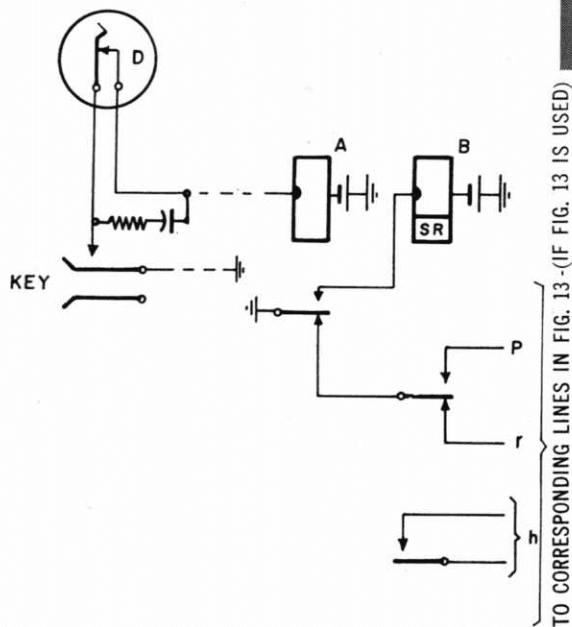 D
A
B
SR
KEY
P
r
h
TO CORRESPONDING LINES IN FIG. 13-(IF FIG. 13 IS USED)